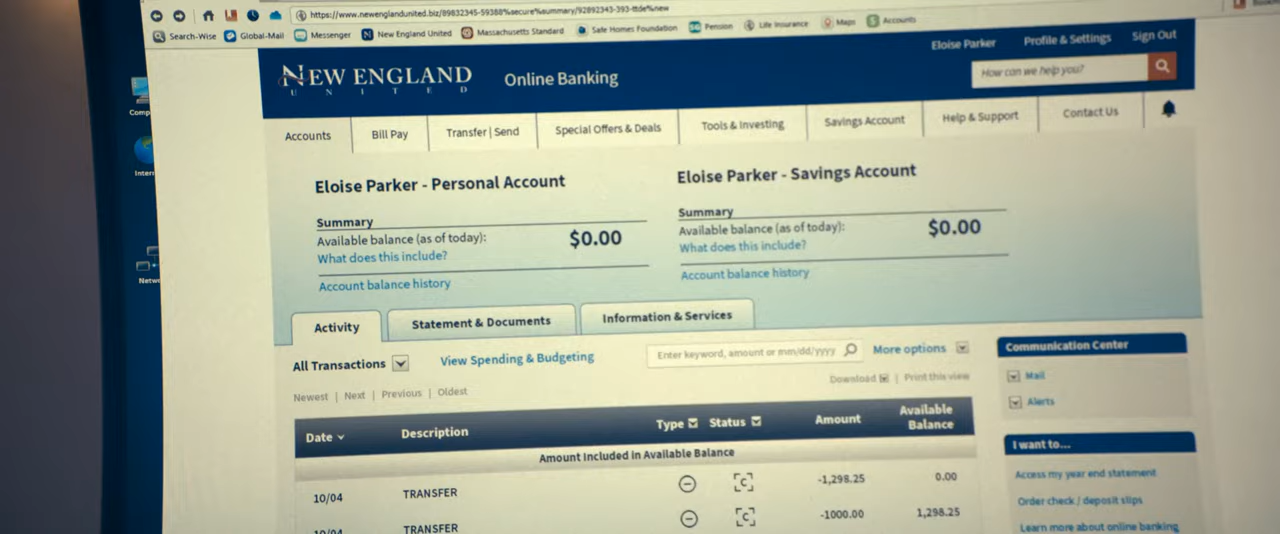 https://www.newenglandunited.biz/89832345-59388%secure%summary/92892343-393-mde%new
Search-Wise Global-Mail Messenger New England United Massachusetts Standard Safe Homes Foundation Pension Life Insurance Maps Accounts
Eloise Parker Profile & Settings Sign Out
NEW ENGLAND
UNITED
Online Banking
How can we help you?
Accounts Bill Pay Transfer | Send Special Offers & Deals Tools & Investing Savings Account Help & Support Contact Us
Eloise Parker - Personal Account
Summary
Available balance (as of today): $0.00
What does this include?
Account balance history
Eloise Parker - Savings Account
Summary
Available balance (as of today): $0.00
What does this include?
Account balance history
Activity Statement & Documents Information & Services
All Transactions View Spending & Budgeting Enter keyword, amount or mm/dd/yyyy More options
Newest | Next | Previous | Oldest Download | Print this view
Date Description Type Status Amount Available Balance
Amount Included in Available Balance
10/04 TRANSFER C -1,298.25 0.00
10/04 TRANSFER C -1000.00 1,298.25
Communication Center
Mail
Alerts
I want to...
Access my year end statement
Order check / deposit slips
Learn more about online banking